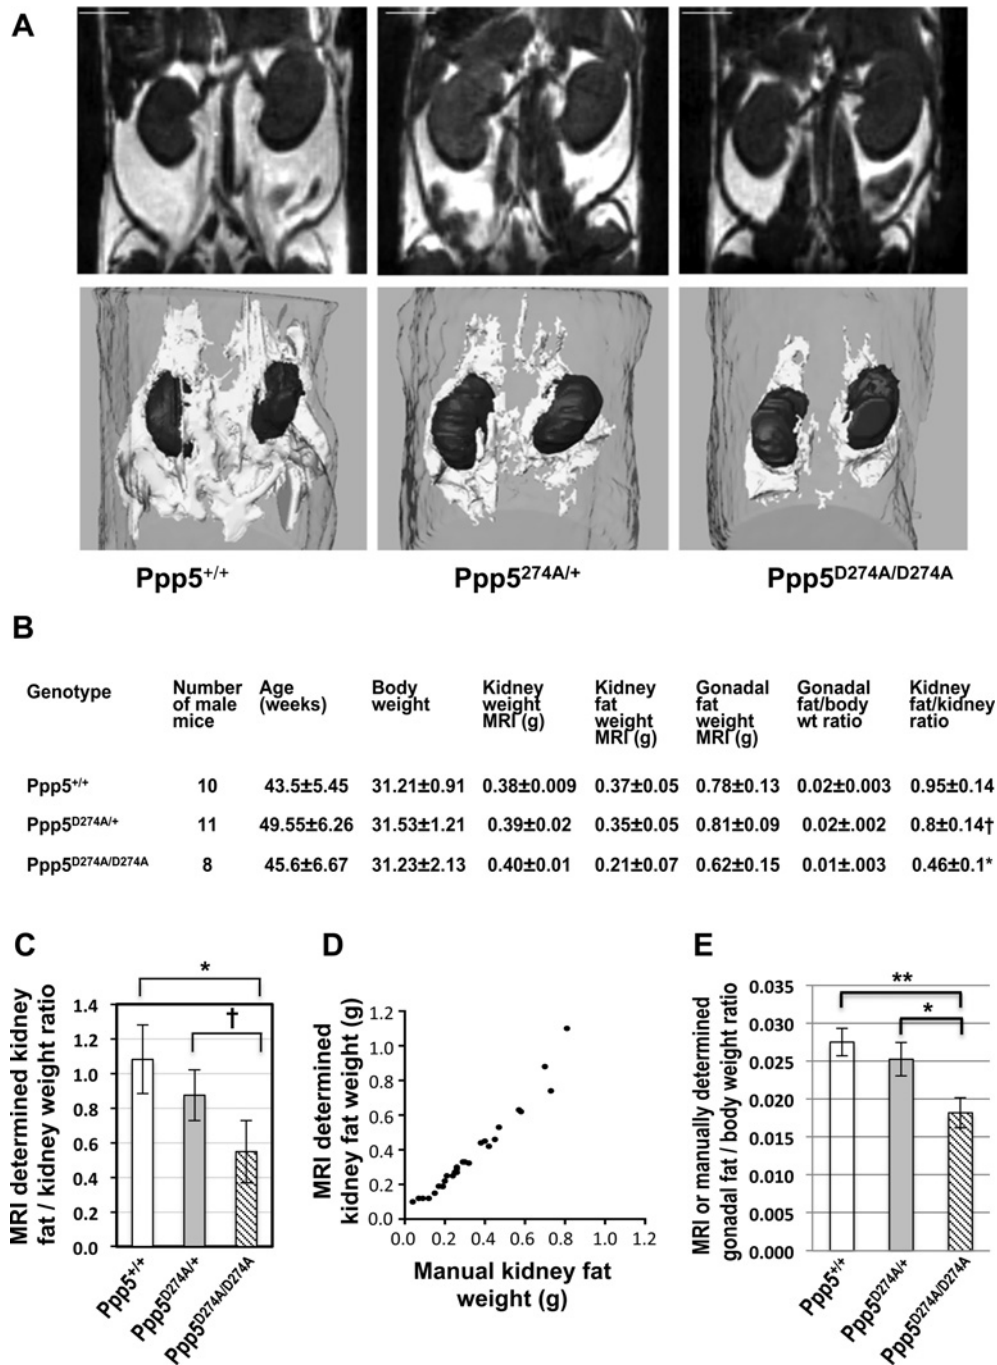 A
Ppp5+/+ Ppp5274A/+ Ppp5D274A/D274A
B
Genotype Number of male mice Age (weeks) Body weight Kidney weight MRI (g) Kidney fat weight MRI (g) Gonadal fat weight MRI (g) Gonadal fat/body wt ratio Kidney fat/kidney ratio
Ppp5+/+ 10 43.5±5.45 31.21±0.91 0.38±0.009 0.37±0.05 0.78±0.13 0.02±0.003 0.95±0.14
Ppp5D274A/+ 11 49.55±6.26 31.53±1.21 0.39±0.02 0.35±0.05 0.81±0.09 0.02±.002 0.8±0.14†
Ppp5D274A/D274A 8 45.6±6.67 31.23±2.13 0.40±0.01 0.21±0.07 0.62±0.15 0.01±.003 0.46±0.1*
C
MRI determined kidney
fat / kidney weight ratio
1.4
1.2
1.0
0.8
0.6
0.4
0.2
0.0
*
†
Ppp5+/+
Ppp5D274A/+
Ppp5D274A/D274A
D
MRI determined
kidney fat weight (g)
1.2
1.0
0.8
0.6
0.4
0.2
0.0
0.0 0.2 0.4 0.6 0.8 1.0 1.2
Manual kidney fat
weight (g)
E
MRI or manually determined
gonadal fat / body weight ratio
0.035
0.030
0.025
0.020
0.015
0.010
0.005
0.000
**
*
Ppp5+/+
Ppp5D274A/+
Ppp5D274A/D274A